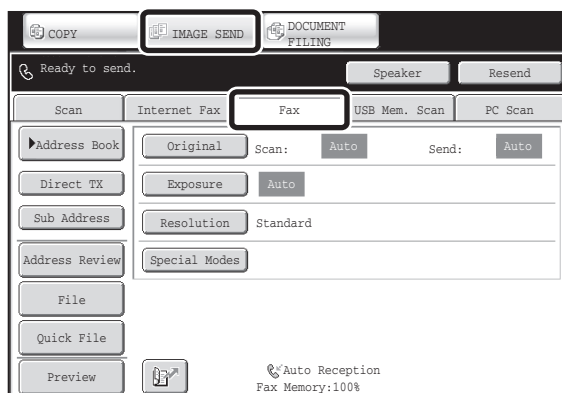 COPY
IMAGE SEND
DOCUMENT
FILING
Ready to send.
Speaker
Resend
Scan
Internet Fax
Fax
USB Mem. Scan
PC Scan
Address Book
Original
Scan:
Auto
Send:
Auto
Direct TX
Exposure
Auto
Sub Address
Resolution
Standard
Address Review
Special Modes
File
Quick File
Preview
Auto Reception
Fax Memory:100%